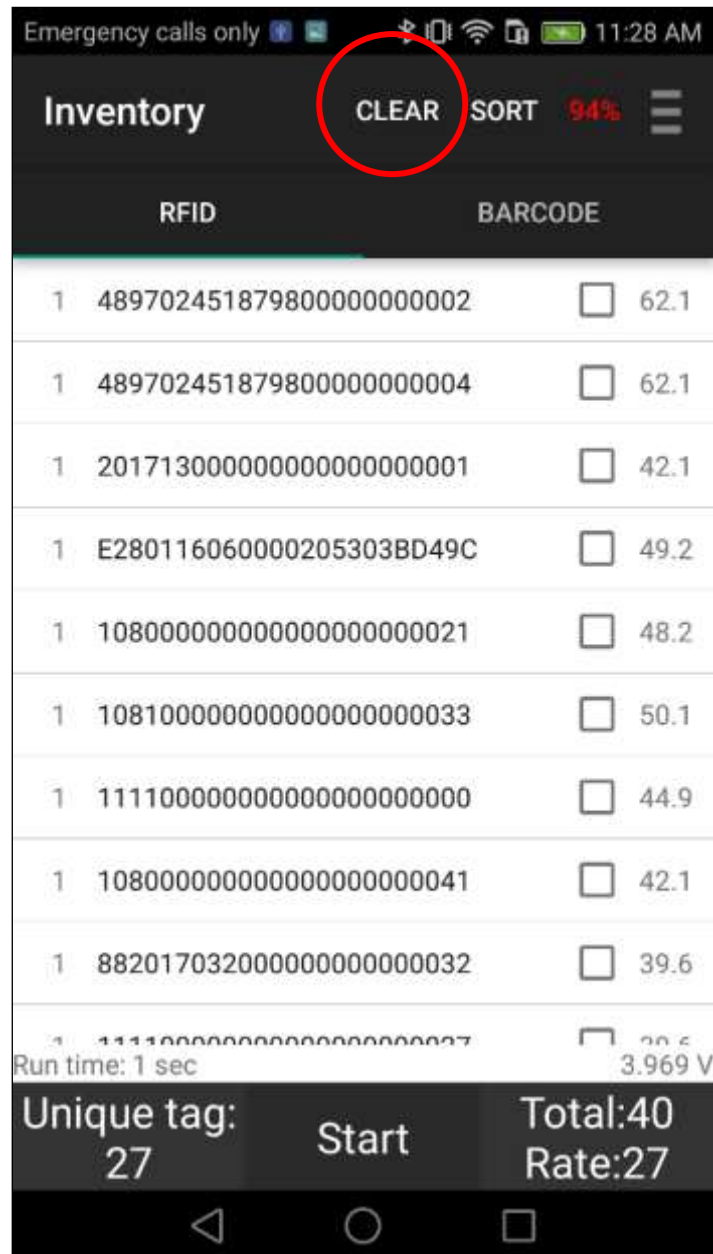 Emergency calls only 11:28 AM
Inventory CLEAR SORT 94%
RFID BARCODE
1 489702451879800000000002 62.1
1 489702451879800000000004 62.1
1 201713000000000000000001 42.1
1 E280116060000205303BD49C 49.2
1 108000000000000000000021 48.2
1 108100000000000000000033 50.1
1 111100000000000000000000 44.9
1 108000000000000000000041 42.1
1 882017032000000000000032 39.6
Run time: 1 sec 3.969 V
Unique tag: Total:40
27 Start Rate:27